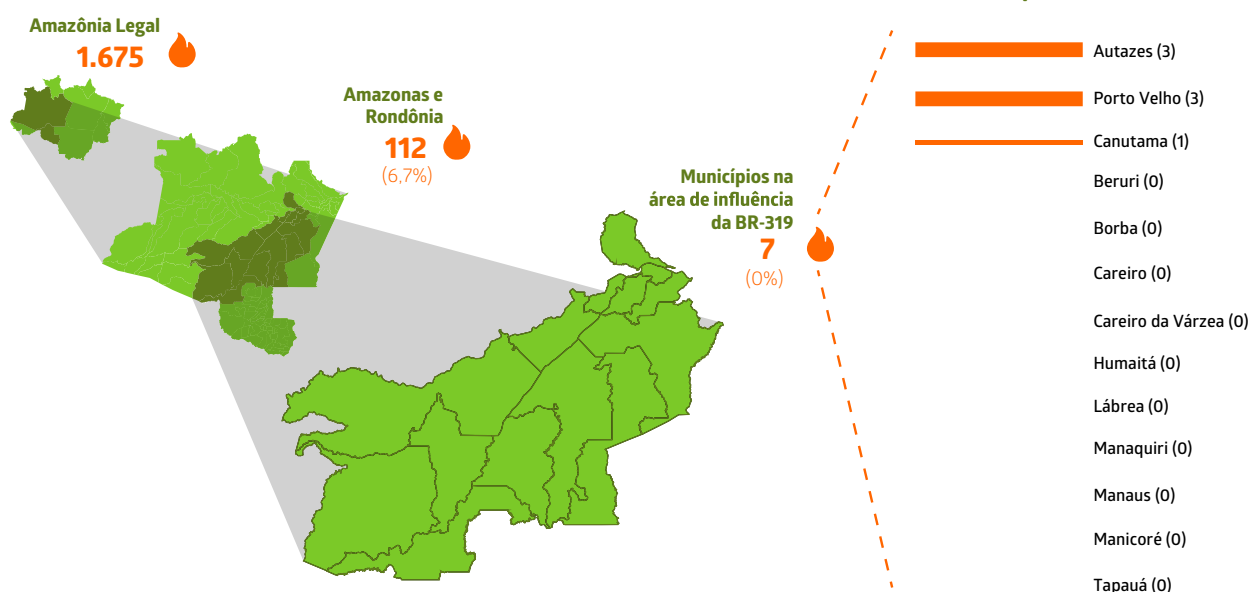 Amazônia Legal
1.675
Amazonas e
Rondônia
112
(6,7%)
Municípios na
área de influência
da BR-319
7
(0%)
Autazes (3)
Porto Velho (3)
Canutama (1)
Beruri (0)
Borba (0)
Careiro (0)
Careiro da Várzea (0)
Humaitá (0)
Lábrea (0)
Manaquiri (0)
Manaus (0)
Manicoré (0)
Tapauá (0)